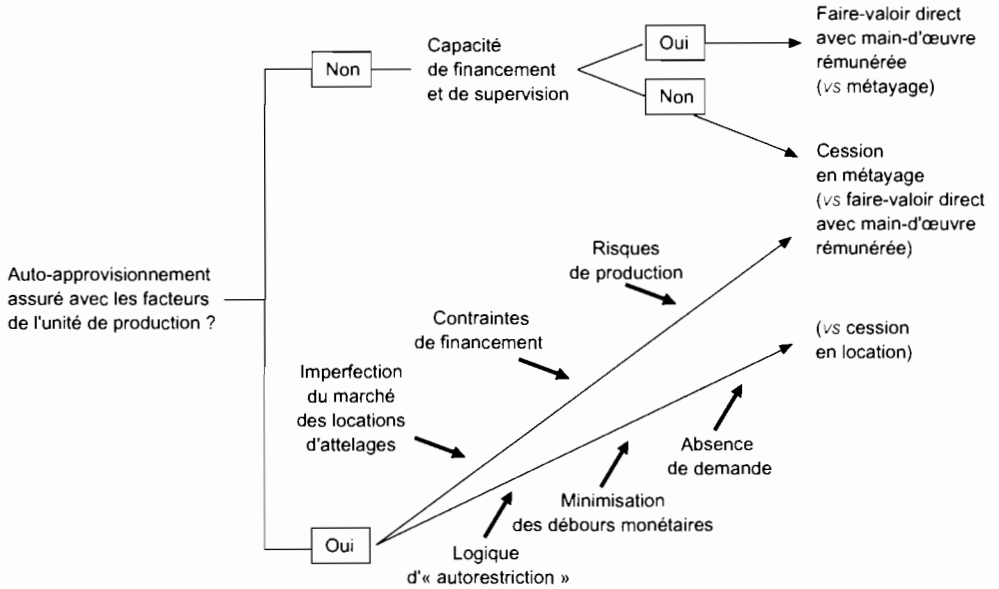 Auto-approvisionnement
assuré avec les facteurs
de l'unité de production ?
Non
Capacité
de financement
et de supervision
Oui
Non
Faire-valoir direct
avec main-d'œuvre
rémunérée
(vs métayage)
Cession
en métayage
(vs faire-valoir direct
avec main-d'œuvre
rémunérée)
(vs cession
en location)
Risques
de production
Contraintes
de financement
Imperfection
du marché
des locations
d'attelages
Oui
Logique
d'« autorestriction »
Minimisation
des débours monétaires
Absence
de demande